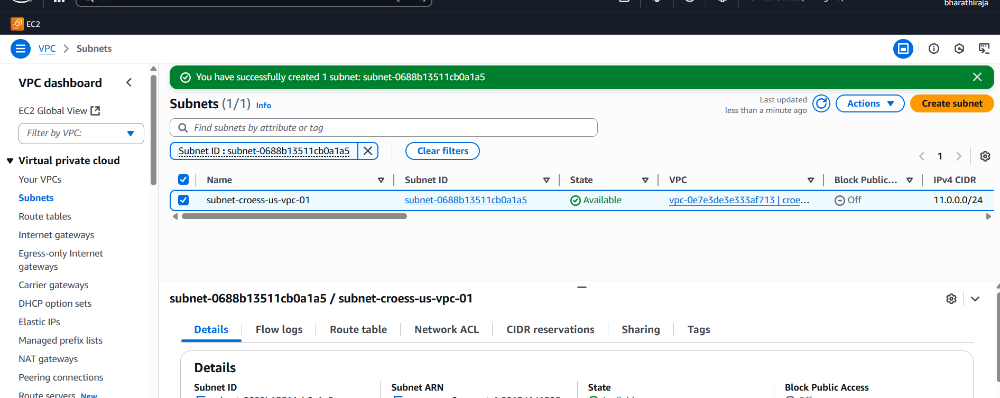 bharathiraja
EC2
VPC > Subnets
VPC dashboard
EC2 Global View
Filter by VPC:
Virtual private cloud
Your VPCs
Subnets
Route tables
Internet gateways
Egress-only Internet
gateways
Carrier gateways
DHCP option sets
Elastic IPs
Managed prefix lists
NAT gateways
Peering connections
Route servers New
You have successfully created 1 subnet: subnet-0688b13511cb0a1a5
Subnets (1/1) Info
Last updated
less than a minute ago
Actions
Create subnet
Find subnets by attribute or tag
Subnet ID : subnet-0688b13511cb0a1a5
Clear filters
1
Name Subnet ID State VPC Block Public... IPv4 CIDR
subnet-croess-us-vpc-01 subnet-0688b13511cb0a1a5 Available vpc-0e7e3de3e333af713 | croe... Off 11.0.0.0/24
subnet-0688b13511cb0a1a5 / subnet-croess-us-vpc-01
Details Flow logs Route table Network ACL CIDR reservations Sharing Tags
Details
Subnet ID Subnet ARN State Block Public Access